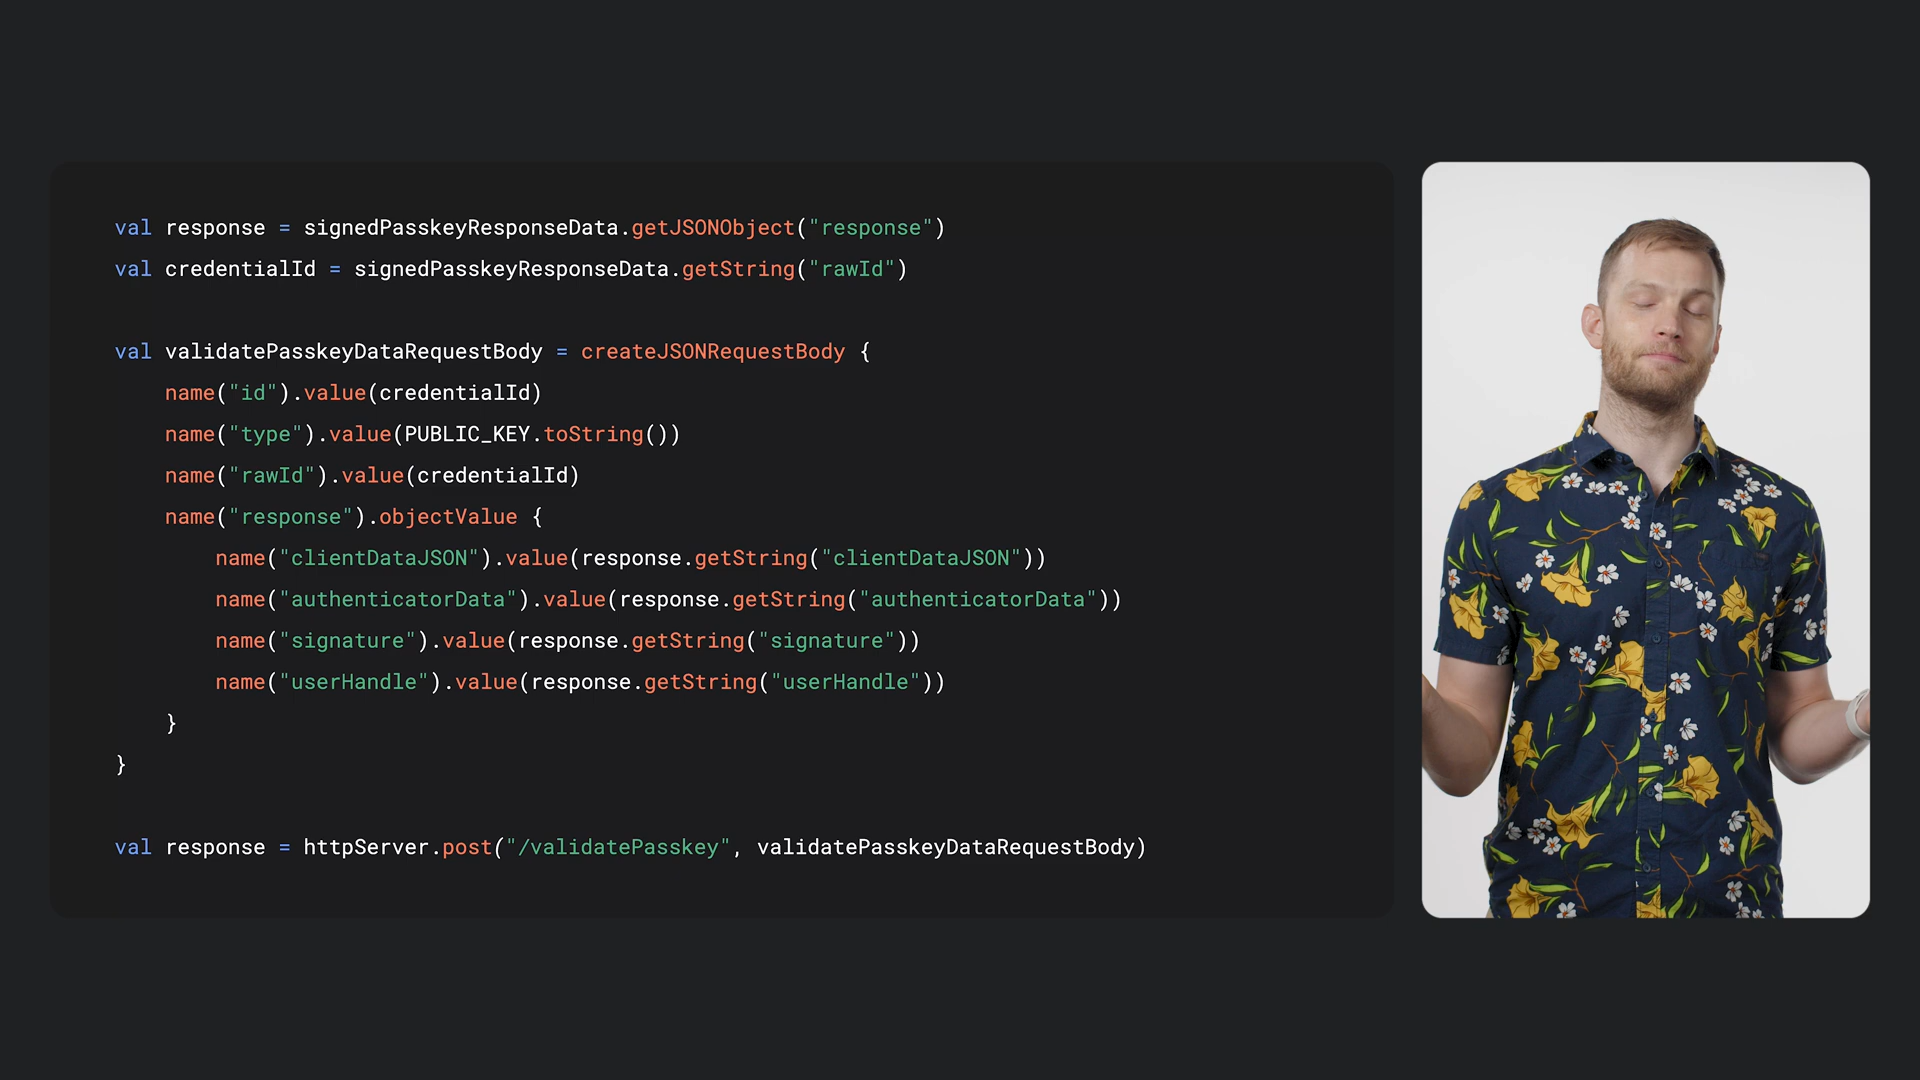 val response = signedPasskeyResponseData.getJSONObject("response")
val credentialId = signedPasskeyResponseData.getString("rawId")
val validatePasskeyDataRequestBody = createJSONRequestBody {
name("id").value(credentialId)
name("type").value(PUBLIC_KEY.toString())
name("rawId").value(credentialId)
name("response").objectValue {
name("clientDataJSON").value(response.getString("clientDataJSON"))
name("authenticatorData").value(response.getString("authenticatorData"))
name("signature").value(response.getString("signature"))
name("userHandle").value(response.getString("userHandle"))
}
}
val response = httpServer.post("/validatePasskey", validatePasskeyDataRequestBody)